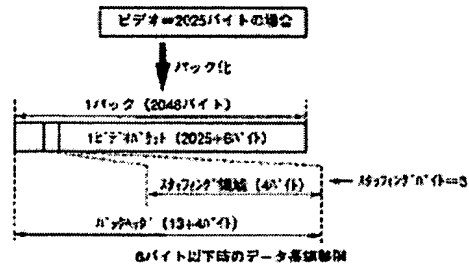 ビデオ=2025バイトの場合
パック化
1パック (2048バイト)
1ビデオパケット (2025+6バイト)
スタッフィング領域 (4バイト)
スタッフィングバイト=3
パックヘッダ (13+4バイト)
6バイト以下時のデータ長調整例